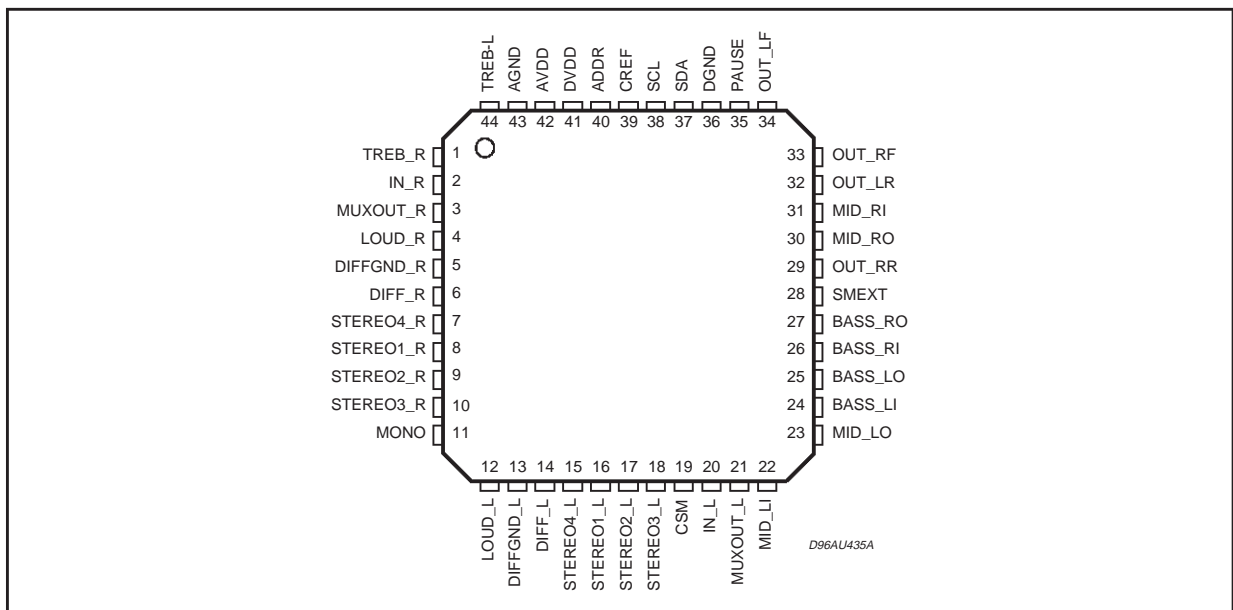 TREB-L AGND AVDD DVDD ADDR CREF SCL SDA DGND PAUSE OUT_LF
44 43 42 41 40 39 38 37 36 35 34
TREB_R 1 33 OUT_RF
IN_R 2 32 OUT_LR
MUXOUT_R 3 31 MID_RI
LOUD_R 4 30 MID_RO
DIFFGND_R 5 29 OUT_RR
DIFF_R 6 28 SMEXT
STEREO4_R 7 27 BASS_RO
STEREO1_R 8 26 BASS_RI
STEREO2_R 9 25 BASS_LO
STEREO3_R 10 24 BASS_LI
MONO 11 23 MID_LO
12 13 14 15 16 17 18 19 20 21 22
LOUD_L DIFFGND_L DIFF_L STEREO4_L STEREO1_L STEREO2_L STEREO3_L CSM IN_L MUXOUT_L MID_LI
D96AU435A